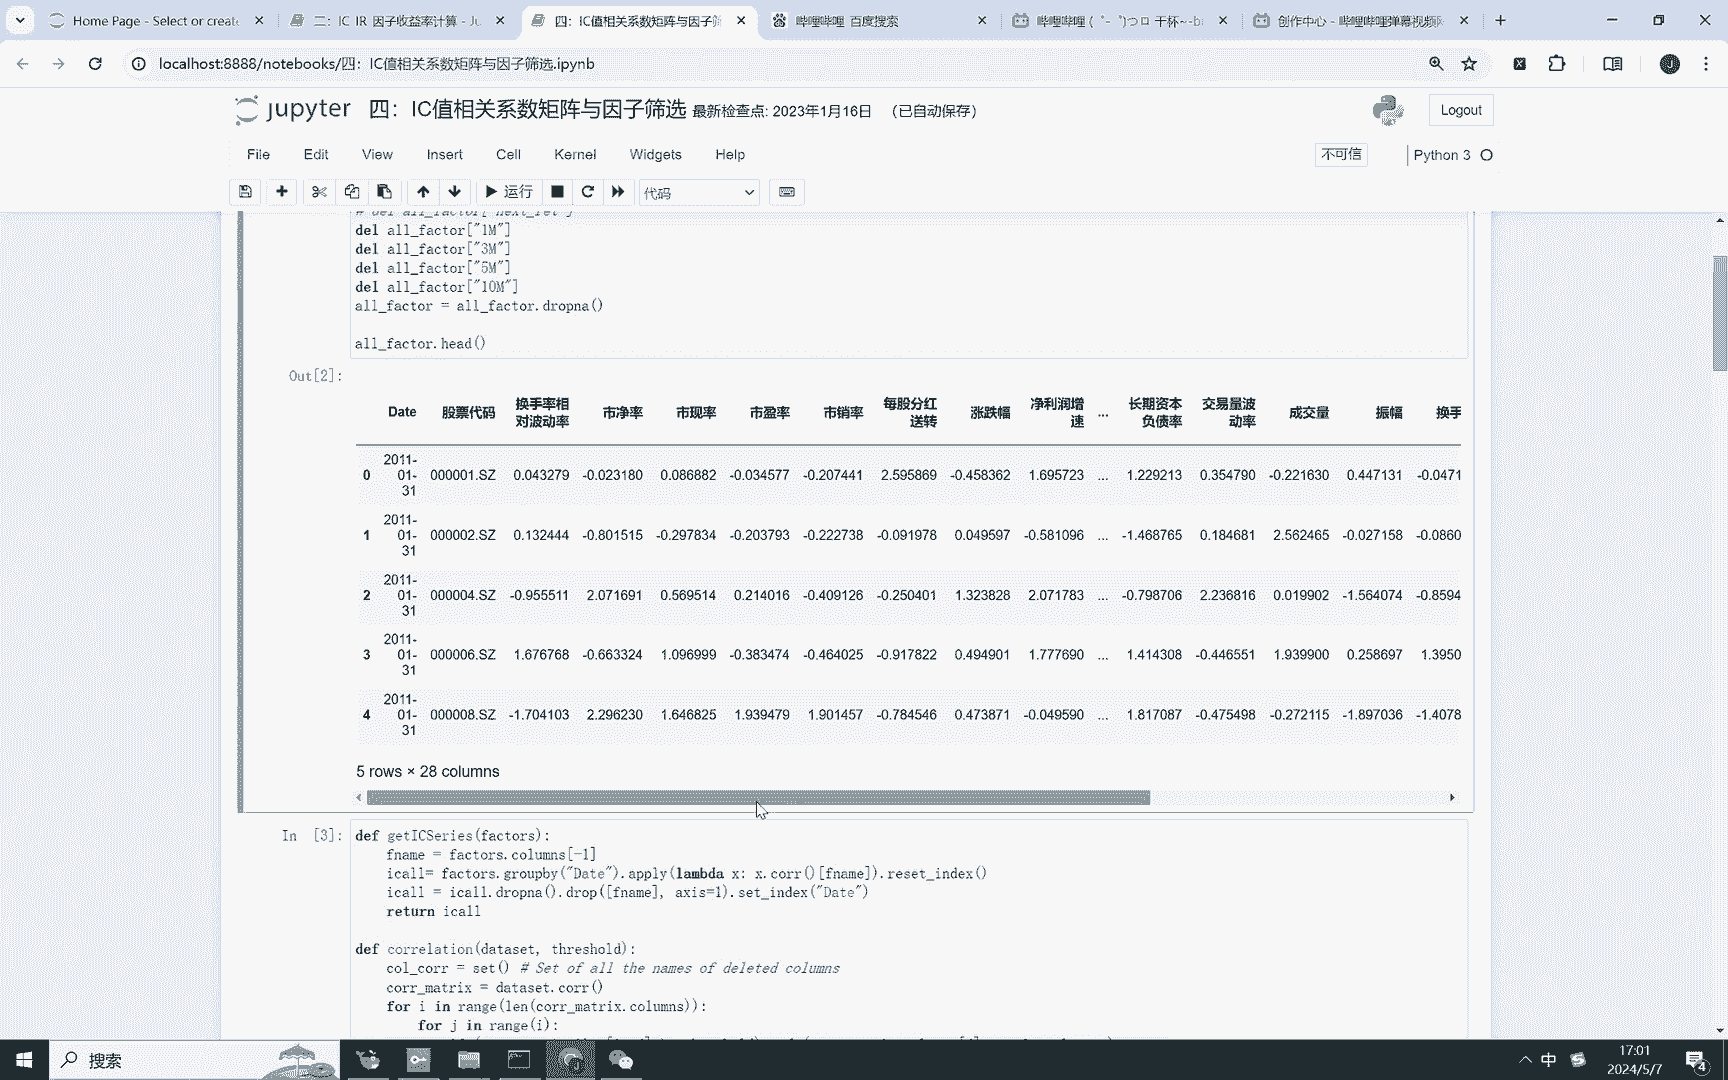 Home Page - Select or create
二：IC IR 因子收益率计算 - Ju
四：IC值相关系数矩阵与因子筛
哔哩哔哩_百度搜索
哔哩哔哩 (゜-゜)つロ 干杯~-bi
创作中心 - 哔哩哔哩弹幕视频网
localhost:8888/notebooks/四：IC值相关系数矩阵与因子筛选.ipynb
jupyter 四：IC值相关系数矩阵与因子筛选 最后检查点: 2023年1月16日 （已自动保存）
Logout
File Edit View Insert Cell Kernel Widgets Help
不可信 Python 3
运行 代码
# del all_factor["next_ret"]
del all_factor["1M"]
del all_factor["3M"]
del all_factor["5M"]
del all_factor["10M"]
all_factor = all_factor.dropna()
all_factor.head()
Out[2]:
Date 股票代码 换手率相对波动率 市净率 市现率 市盈率 市销率 每股分红送转 涨跌幅 净利润增速 ... 长期资本负债率 交易量波动率 成交量 振幅 换手
0 2011-01-31 000001.SZ 0.043279 -0.023180 0.086882 -0.034577 -0.207441 2.595869 -0.458362 1.695723 ... 1.229213 0.354790 -0.221630 0.447131 -0.0471
1 2011-01-31 000002.SZ 0.132444 -0.801515 -0.297834 -0.203793 -0.222738 -0.091978 0.049597 -0.581096 ... -1.468765 0.184681 2.562465 -0.027158 -0.0860
2 2011-01-31 000004.SZ -0.955511 2.071691 0.569514 0.214016 -0.409126 -0.250401 1.323828 2.071783 ... -0.798706 2.236816 0.019902 -1.564074 -0.8594
3 2011-01-31 000006.SZ 1.676768 -0.663324 1.096999 -0.383474 -0.464025 -0.917822 0.494901 1.777690 ... 1.414308 -0.446551 1.939900 0.258697 1.3950
4 2011-01-31 000008.SZ -1.704103 2.296230 1.646825 1.939479 1.901457 -0.784546 0.473871 -0.049590 ... 1.817087 -0.475498 -0.272115 -1.897036 -1.4078
5 rows × 28 columns
In [3]:
def getICSeries(factors):
fname = factors.columns[-1]
icall= factors.groupby("Date").apply(lambda x: x.corr()[fname]).reset_index()
icall = icall.dropna().drop([fname], axis=1).set_index("Date")
return icall
def correlation(dataset, threshold):
col_corr = set() # Set of all the names of deleted columns
corr_matrix = dataset.corr()
for i in range(len(corr_matrix.columns)):
for j in range(i):
搜索
中
17:01
2024/5/7
4